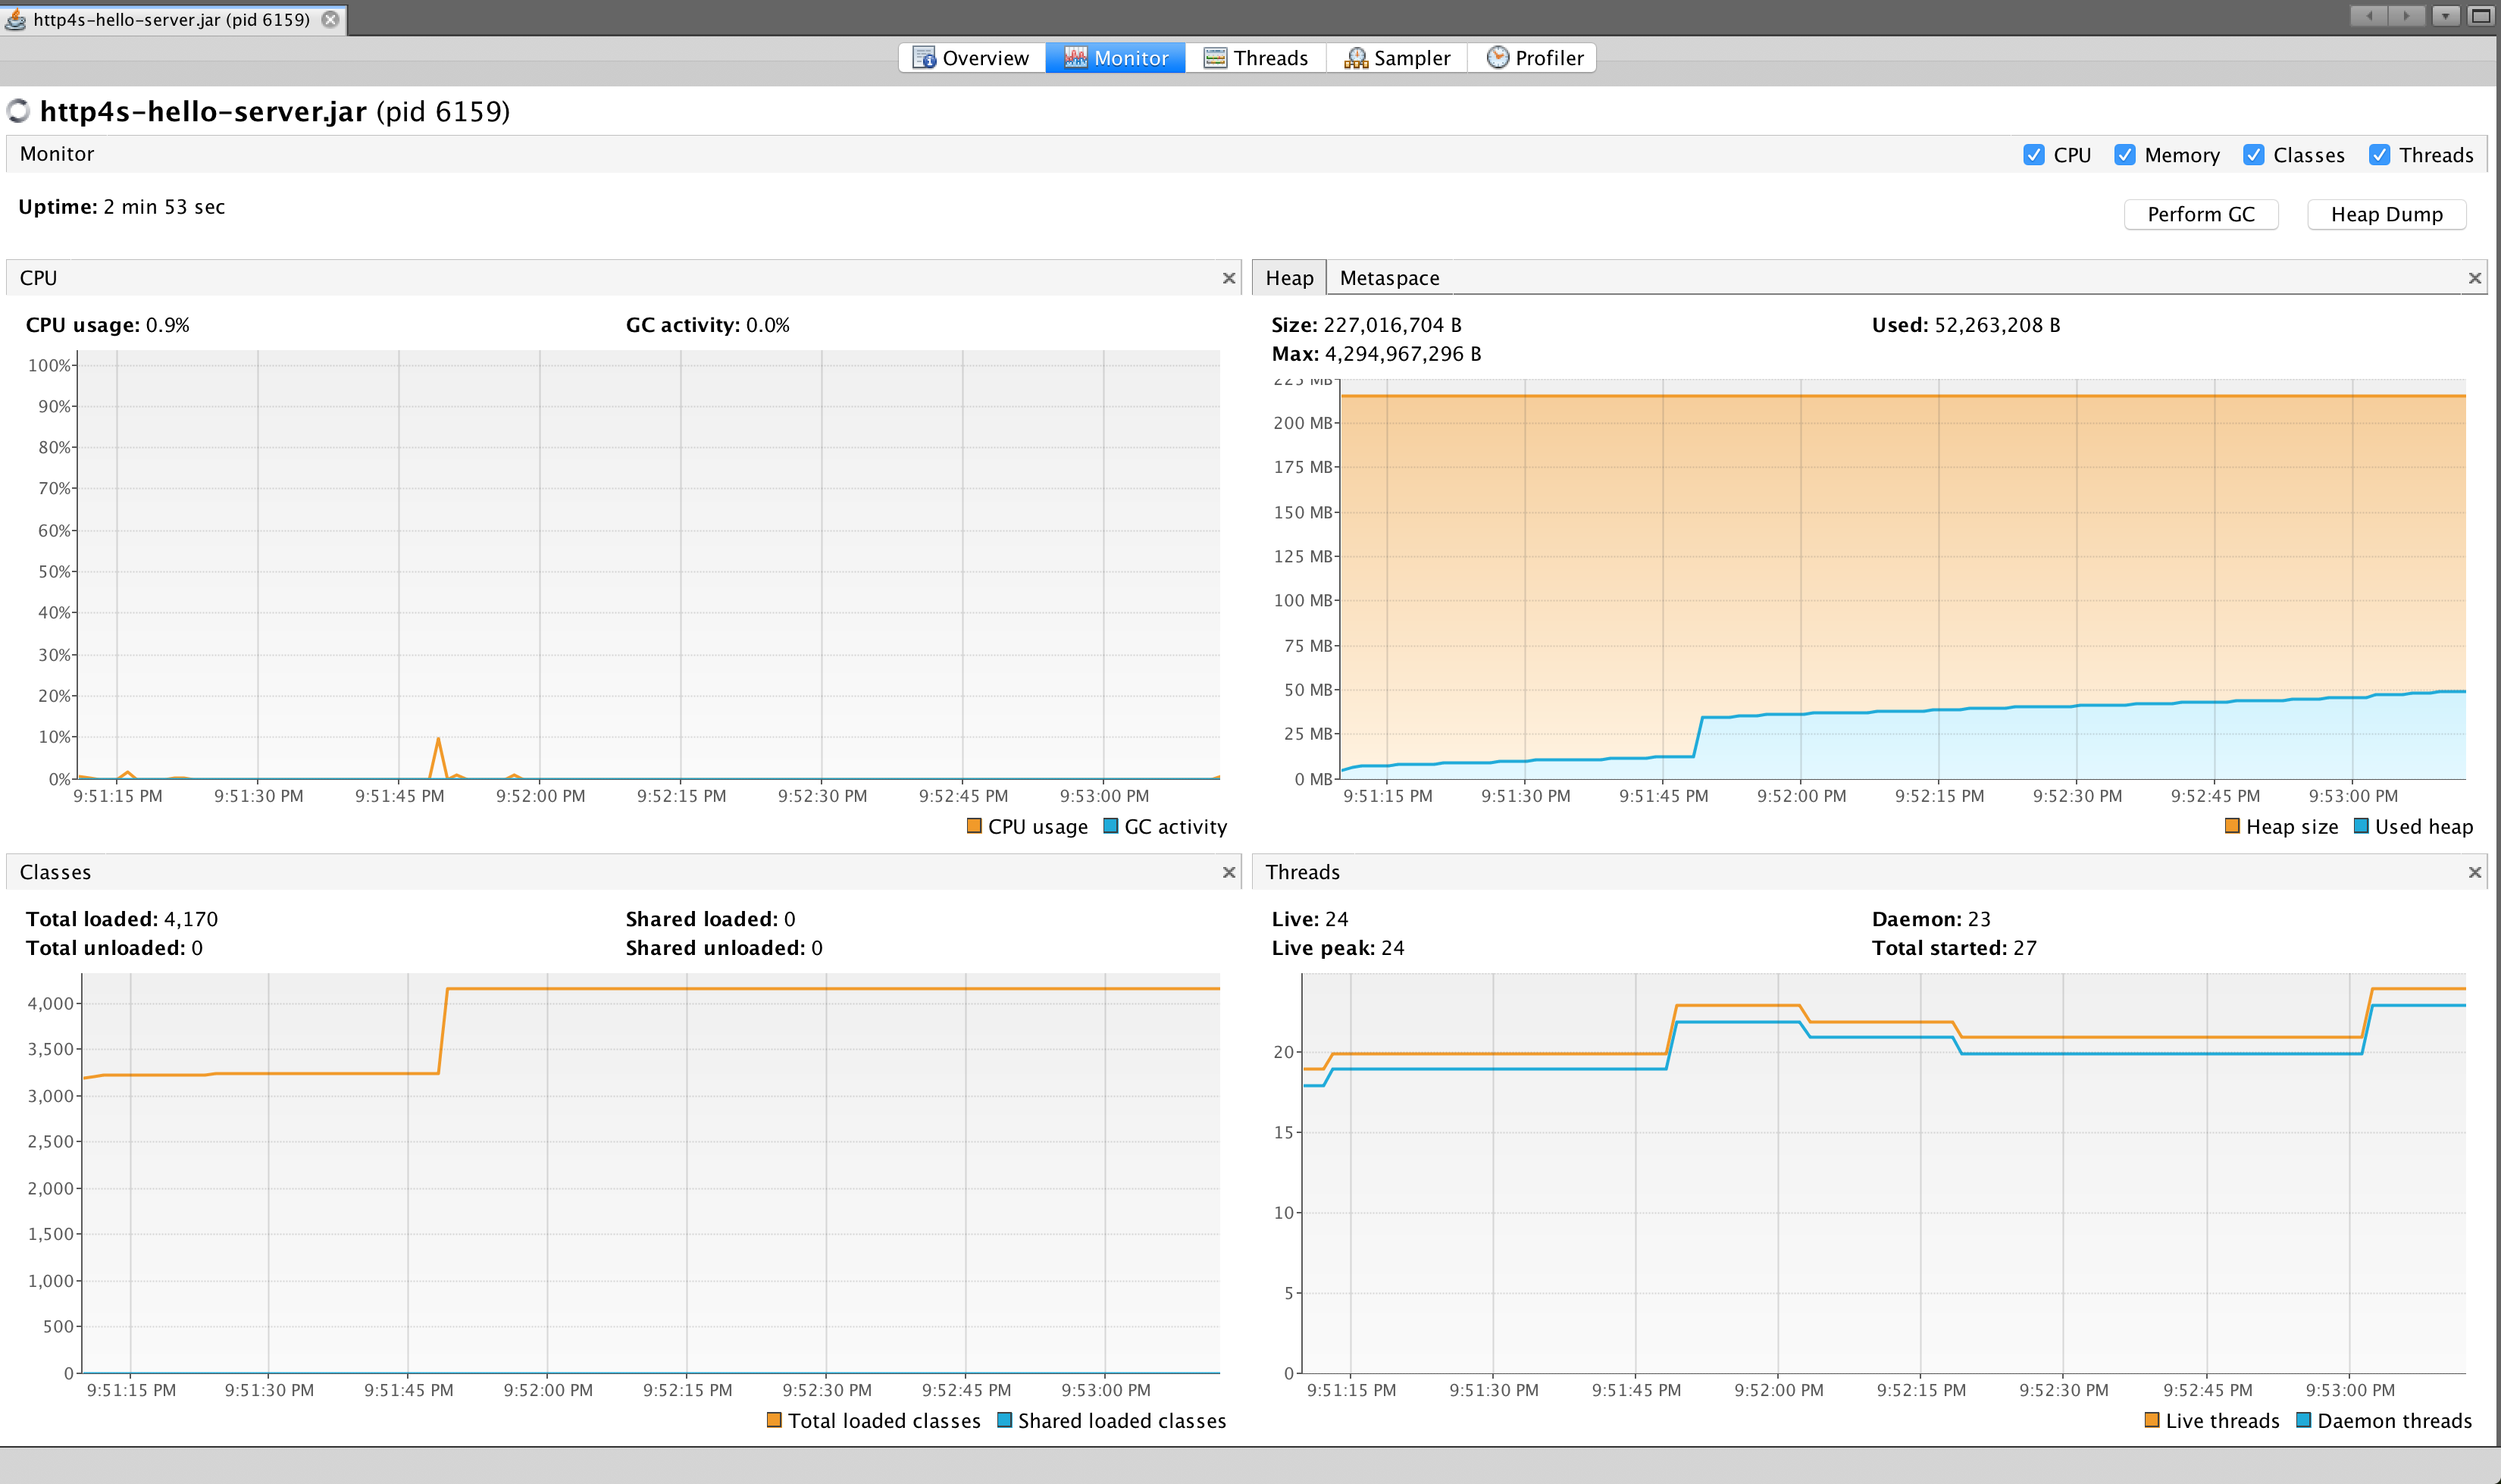 http4s-hello-server.jar (pid 6159)
Overview Monitor Threads Sampler Profiler
http4s-hello-server.jar (pid 6159)
Monitor
CPU Memory Classes Threads
Uptime: 2 min 53 sec
Perform GC Heap Dump
CPU
CPU usage: 0.9% GC activity: 0.0%
100%
90%
80%
70%
60%
50%
40%
30%
20%
10%
0%
9:51:15 PM 9:51:30 PM 9:51:45 PM 9:52:00 PM 9:52:15 PM 9:52:30 PM 9:52:45 PM 9:53:00 PM
CPU usage GC activity
Heap Metaspace
Size: 227,016,704 B Used: 52,263,208 B
Max: 4,294,967,296 B
225 MB
200 MB
175 MB
150 MB
125 MB
100 MB
75 MB
50 MB
25 MB
0 MB
9:51:15 PM 9:51:30 PM 9:51:45 PM 9:52:00 PM 9:52:15 PM 9:52:30 PM 9:52:45 PM 9:53:00 PM
Heap size Used heap
Classes
Total loaded: 4,170 Shared loaded: 0
Total unloaded: 0 Shared unloaded: 0
4,000
3,500
3,000
2,500
2,000
1,500
1,000
500
0
9:51:15 PM 9:51:30 PM 9:51:45 PM 9:52:00 PM 9:52:15 PM 9:52:30 PM 9:52:45 PM 9:53:00 PM
Total loaded classes Shared loaded classes
Threads
Live: 24 Daemon: 23
Live peak: 24 Total started: 27
20
15
10
5
0
9:51:15 PM 9:51:30 PM 9:51:45 PM 9:52:00 PM 9:52:15 PM 9:52:30 PM 9:52:45 PM 9:53:00 PM
Live threads Daemon threads